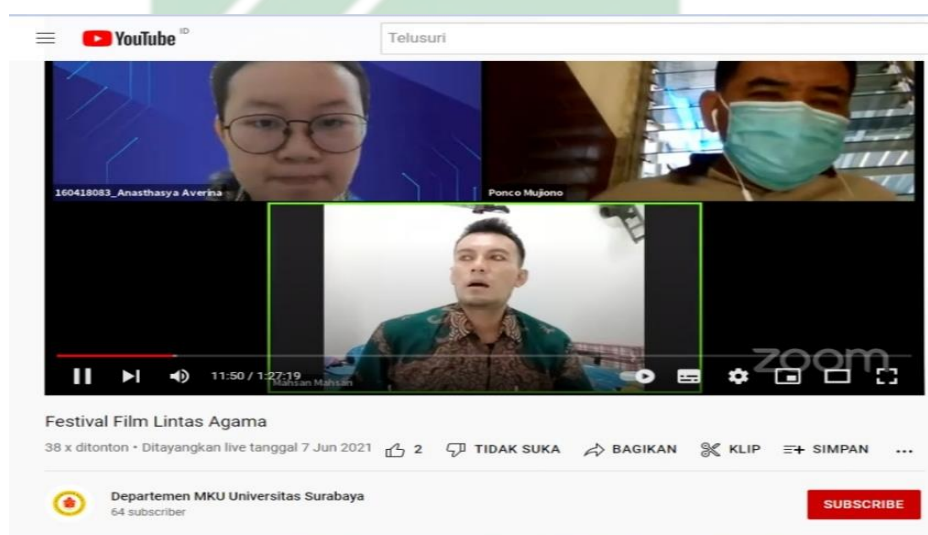 YouTube ID
Telusuri
160418083_Anasthasya Averina
Ponco Mujiono
zoom
11:50 / 1:27:19
Mahsan Mahsan
Festival Film Lintas Agama
38 x ditonton • Ditayangkan live tanggal 7 Jun 2021 2 TIDAK SUKA BAGIKAN KLIP SIMPAN ...
Departemen MKU Universitas Surabaya
64 subscriber
SUBSCRIBE